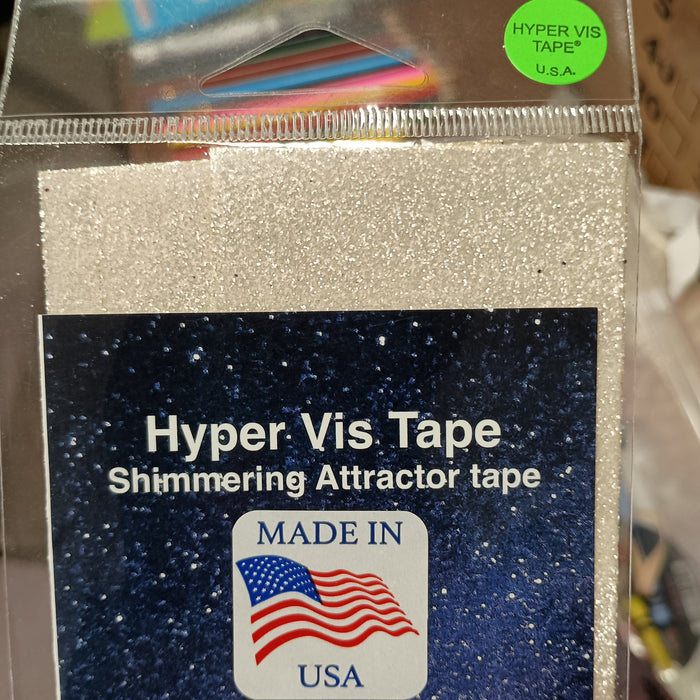 HYPER VIS
TAPE®
U.S.A.
Hyper Vis Tape
Shimmering Attractor tape
MADE IN
USA